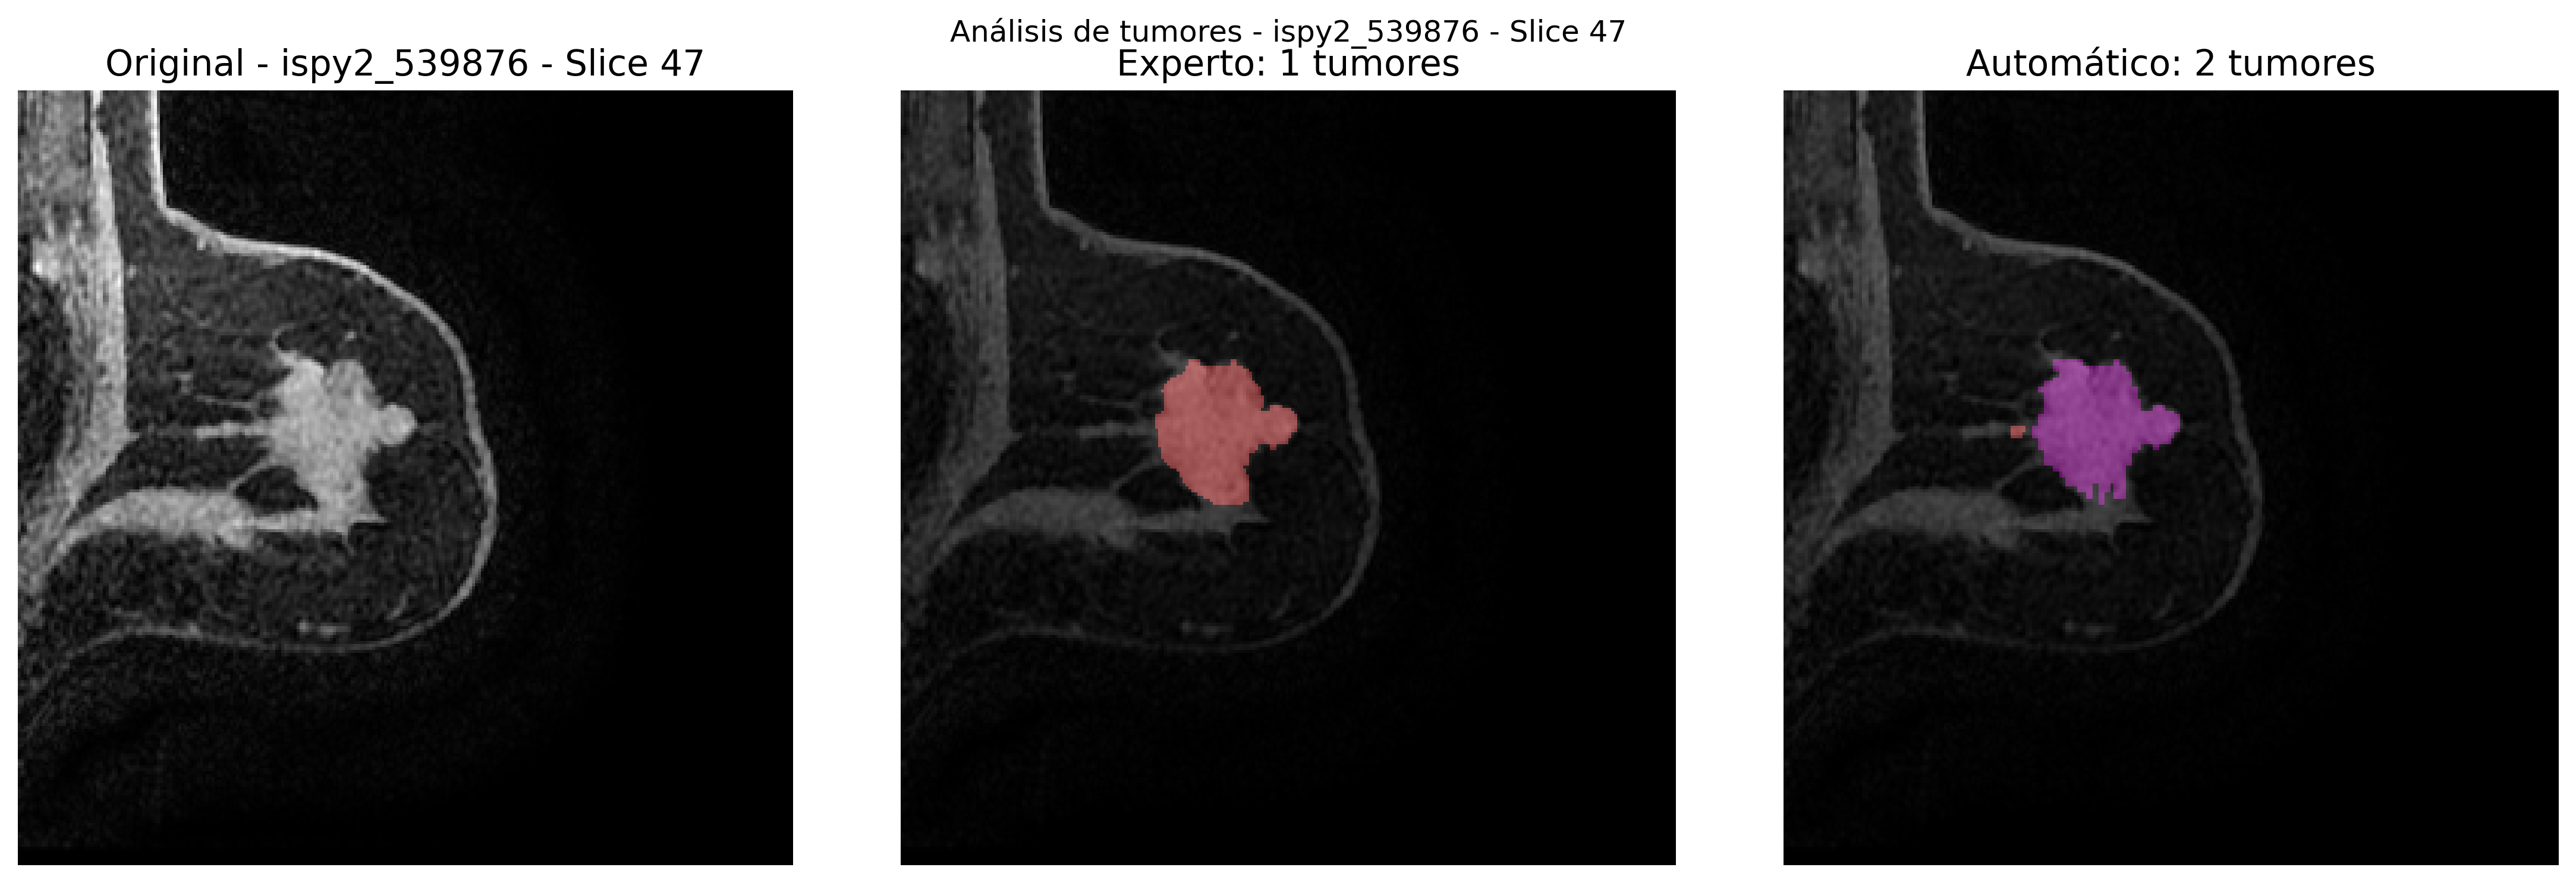 Análisis de tumores - ispy2_539876 - Slice 47
Original - ispy2_539876 - Slice 47
Experto: 1 tumores
Automático: 2 tumores